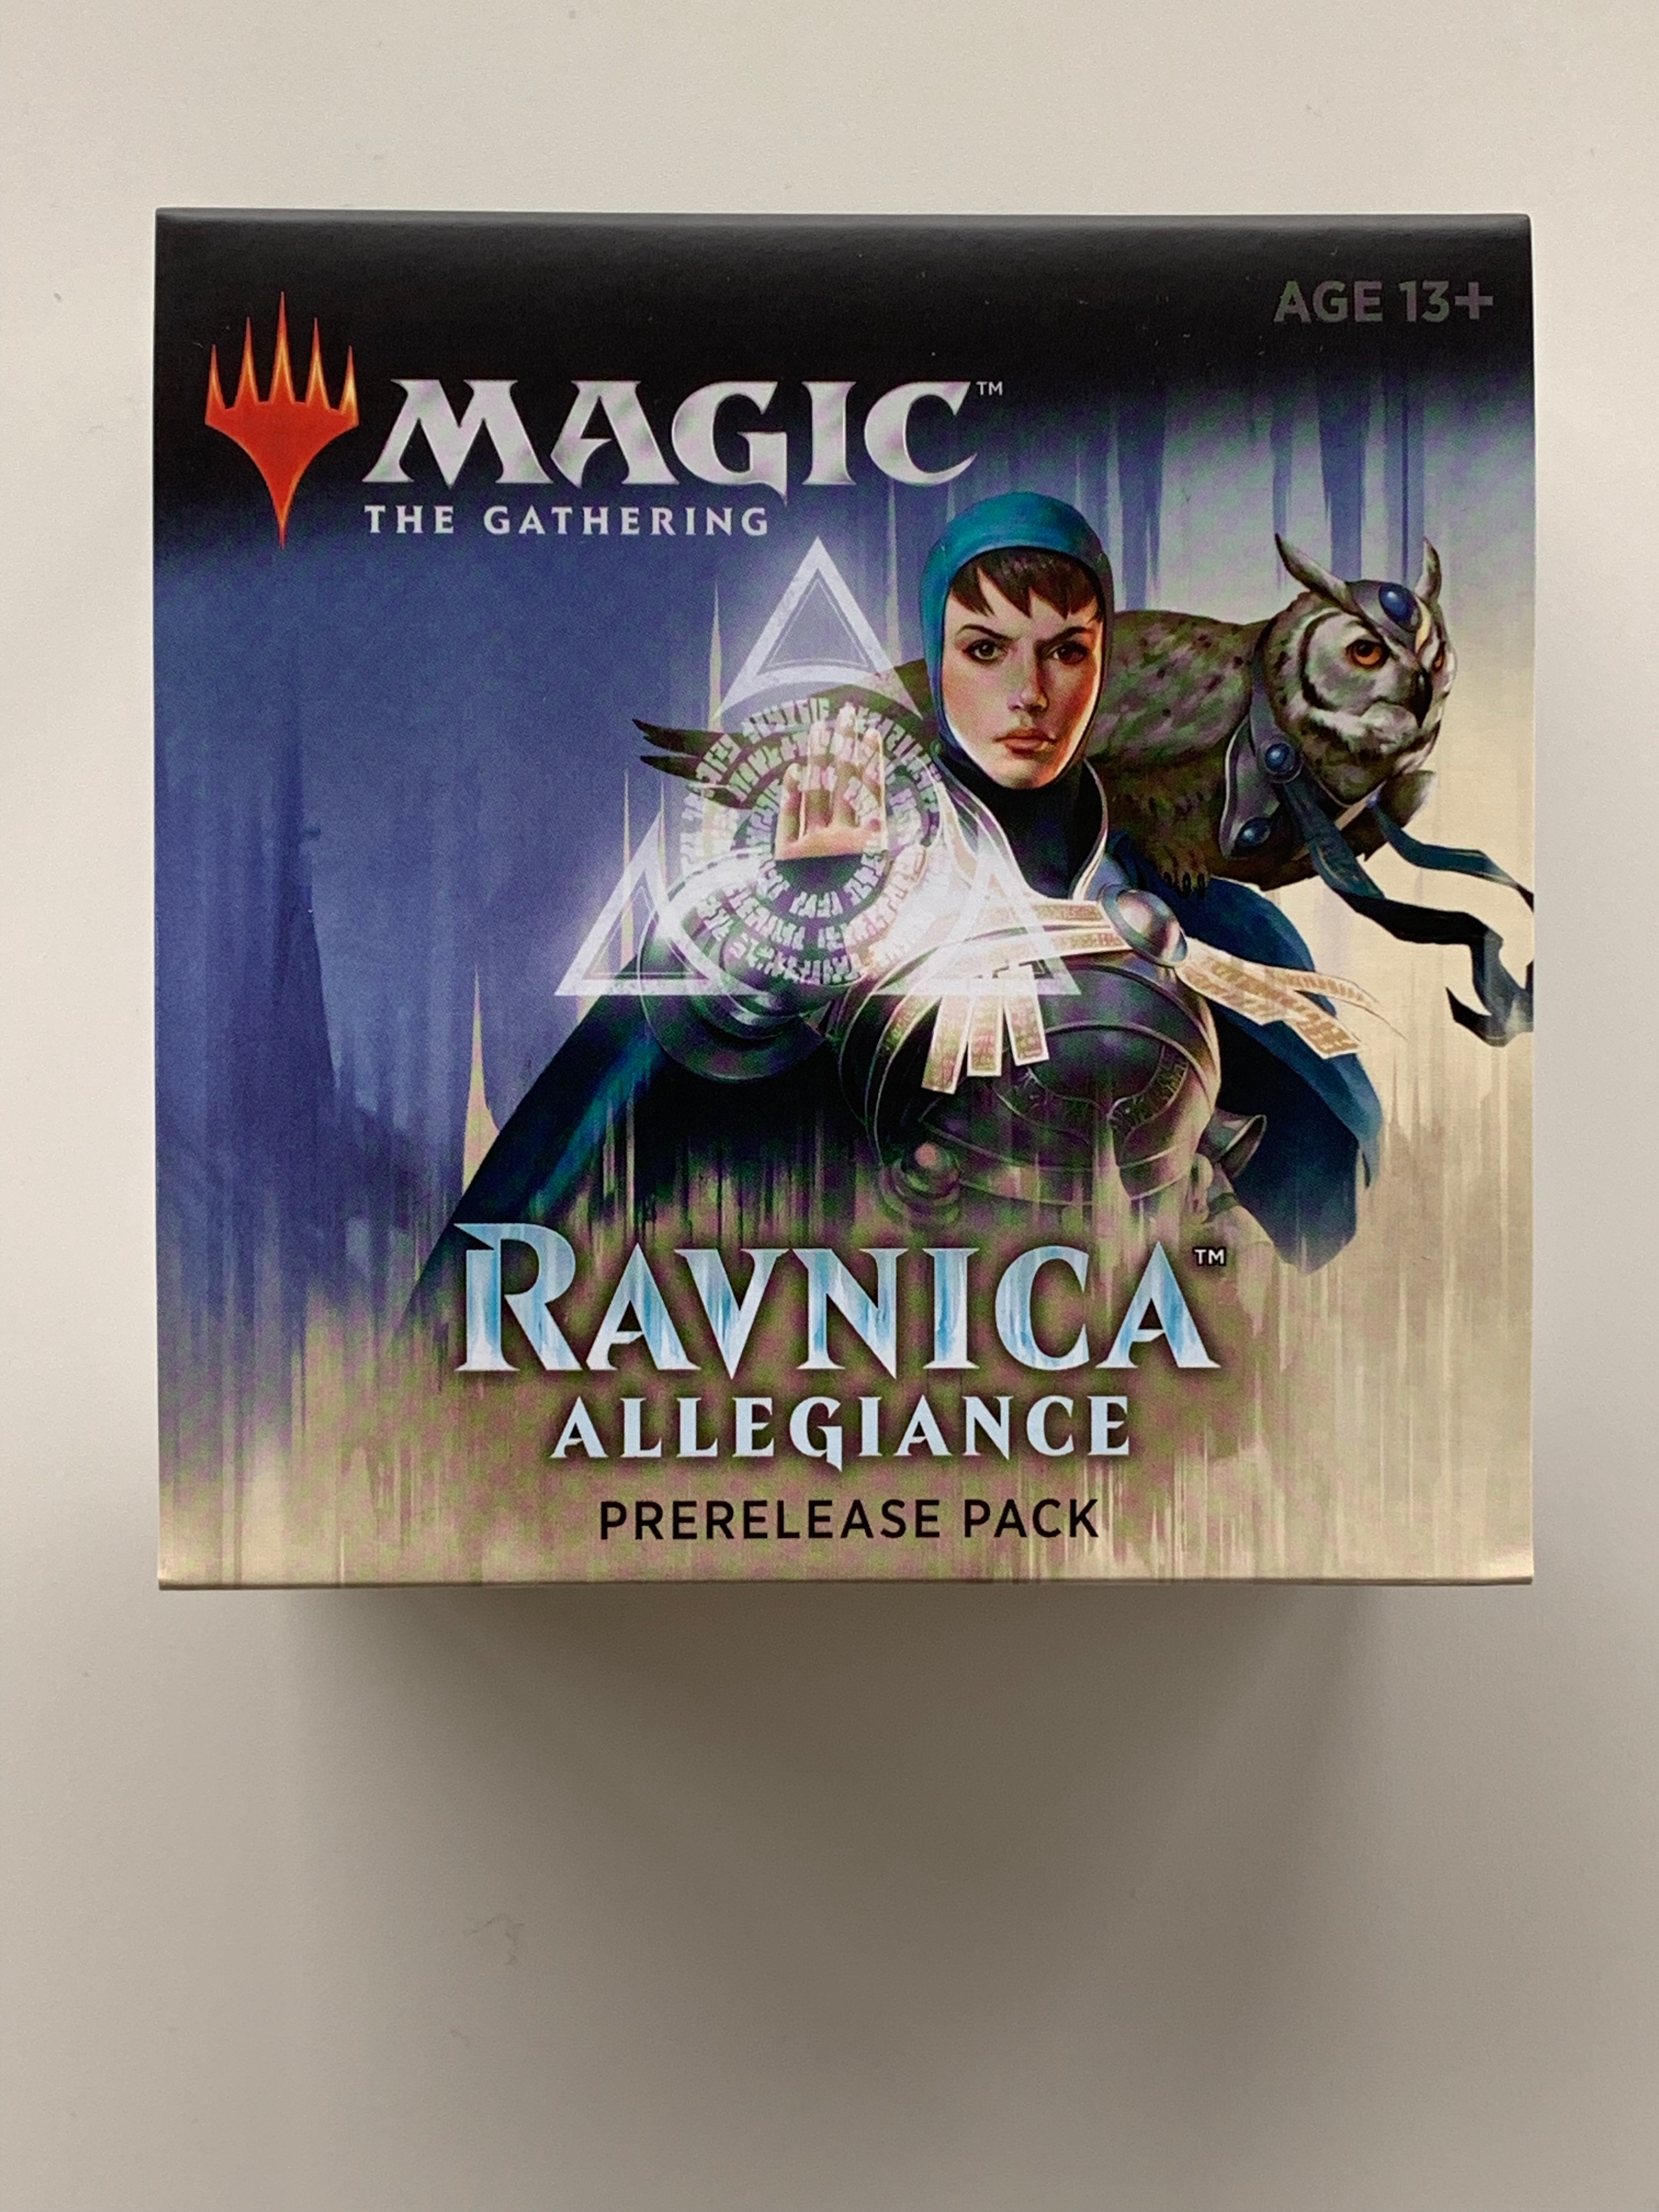 AGE 13+
MAGIC™
THE GATHERING
RAVNICA™
ALLEGIANCE
PRERELEASE PACK